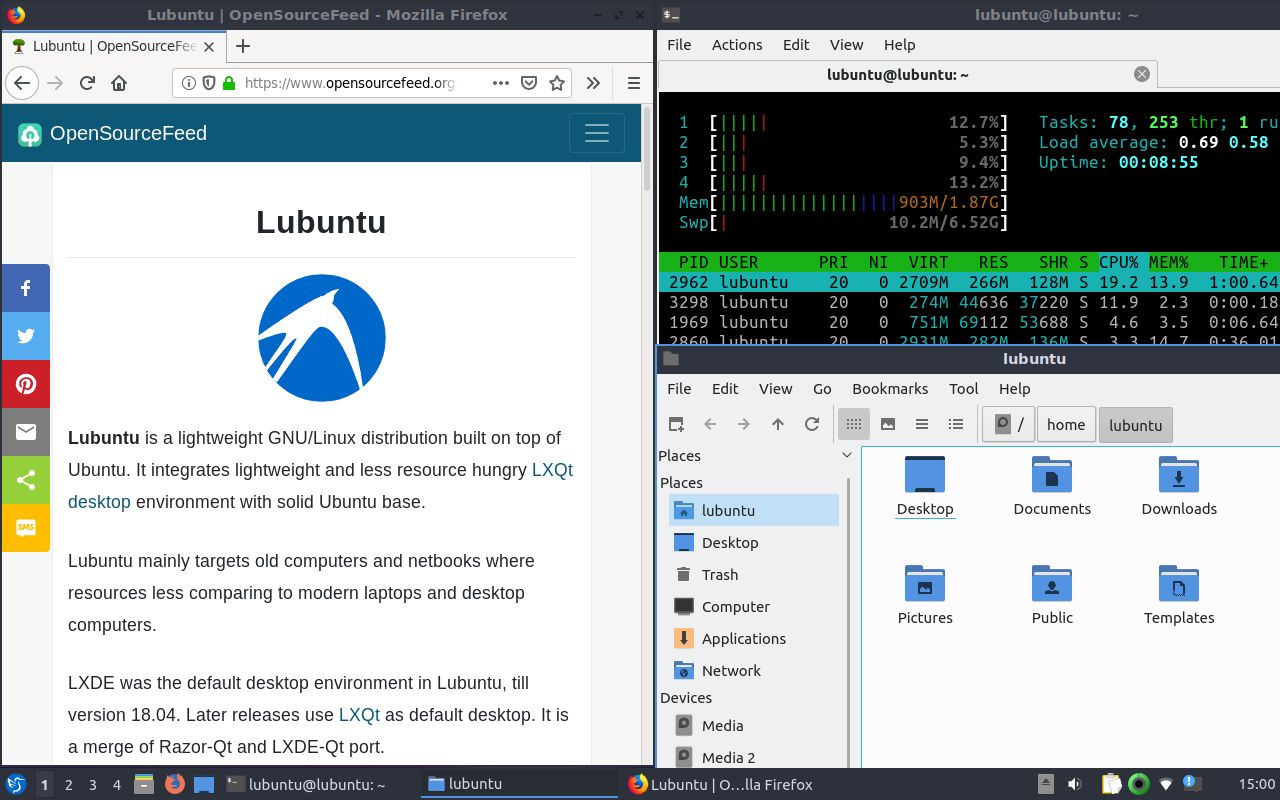 Lubuntu | OpenSourceFeed - Mozilla Firefox
Lubuntu | OpenSourceFee
https://www.opensourcefeed.org
OpenSourceFeed
Lubuntu
Lubuntu is a lightweight GNU/Linux distribution built on top of
Ubuntu. It integrates lightweight and less resource hungry LXQt
desktop environment with solid Ubuntu base.
Lubuntu mainly targets old computers and netbooks where
resources less comparing to modern laptops and desktop
computers.
LXDE was the default desktop environment in Lubuntu, till
version 18.04. Later releases use LXQt as default desktop. It is
a merge of Razor-Qt and LXDE-Qt port.
SMS
lubuntu@lubuntu: ~
File Actions Edit View Help
lubuntu@lubuntu: ~
1 [||||| 12.7%] Tasks: 78, 253 thr; 1 ru
2 [||| 5.3%] Load average: 0.69 0.58
3 [||| 9.4%] Uptime: 00:08:55
4 [||||| 13.2%]
Mem[||||||||||||||||||903M/1.87G]
Swp[| 10.2M/6.52G]
PID USER PRI NI VIRT RES SHR S CPU% MEM% TIME+
2962 lubuntu 20 0 2709M 266M 128M S 19.2 13.9 1:00.64
3298 lubuntu 20 0 274M 44636 37220 S 11.9 2.3 0:00.18
1969 lubuntu 20 0 751M 69112 53688 S 4.6 3.5 0:06.64
2860 lubuntu 20 0 2931M 282M 136M S 3.3 14.7 0:36.01
lubuntu
File Edit View Go Bookmarks Tool Help
/ home lubuntu
Places
Places
lubuntu
Desktop
Trash
Computer
Applications
Network
Devices
Media
Media 2
Desktop Documents Downloads
Pictures Public Templates
1 2 3 4 lubuntu@lubuntu: ~ lubuntu Lubuntu | O...lla Firefox 15:00